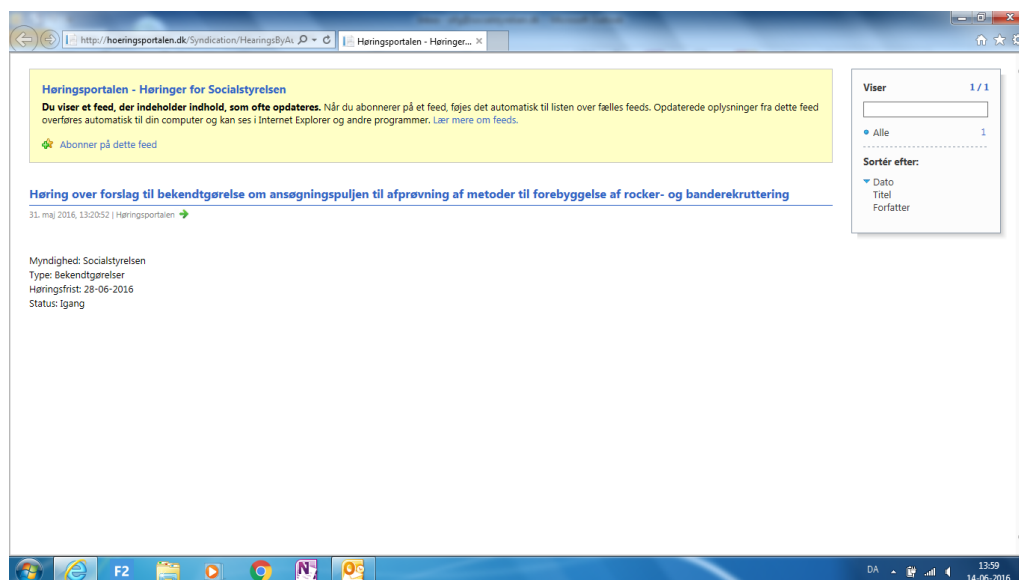 http://hoeringsportalen.dk/Syndication/HearingsByAu
Høringsportalen - Høringer...
Høringsportalen - Høringer for Socialstyrelsen
Du viser et feed, der indeholder indhold, som ofte opdateres. Når du abonnerer på et feed, føjes det automatisk til listen over fælles feeds. Opdaterede oplysninger fra dette feed
overføres automatisk til din computer og kan ses i Internet Explorer og andre programmer. Lær mere om feeds.
Abonner på dette feed
Høring over forslag til bekendtgørelse om ansøgningspuljen til afprøvning af metoder til forebyggelse af rocker- og banderekruttering
31. maj 2016, 13:20:52 | Høringsportalen
Myndighed: Socialstyrelsen
Type: Bekendtgørelser
Høringsfrist: 28-06-2016
Status: Igang
Viser 1 / 1
Alle 1
Sortér efter:
Dato
Titel
Forfatter
F2
DA
13:59
14-06-2016